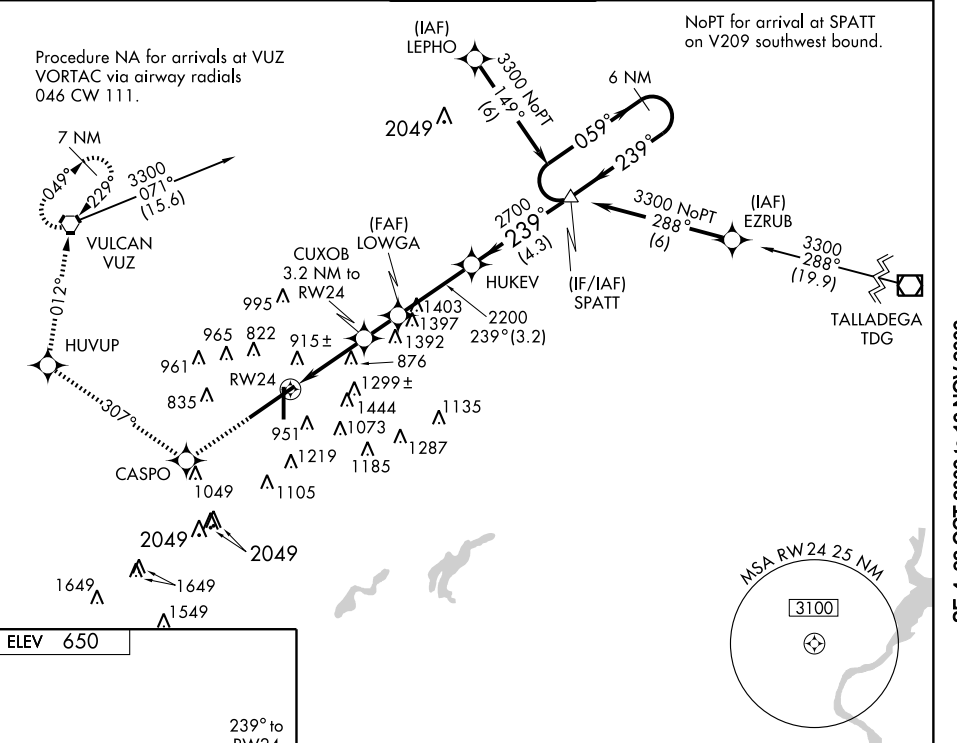 (IAF)
LEPHO
NoPT for arrival at SPATT
on V209 southwest bound.
Procedure NA for arrivals at VUZ
VORTAC via airway radials
046 CW 111.
3300 NoPT
149°
(6)
6 NM
059°
239°
2049
7 NM
049°
229°
3300
071°
(15.6)
VULCAN
VUZ
2700
239°
(4.3)
3300 NoPT
288°
(6)
(IAF)
EZRUB
3300
288°
(19.9)
TALLADEGA
TDG
(FAF)
LOWGA
CUXOB
3.2 NM to
RW24
HUKEV
(IF/IAF)
SPATT
012°
995
1403
1397
1392
2200
239°(3.2)
HUVUP
965
822
915±
961
876
RW24
835
1299±
1444
1135
951
1073
1287
307°
1219
1185
CASPO
1049
1105
2049
2049
1649
1649
1549
MSA RW24 25 NM
3100
ELEV 650
239° to
RW24